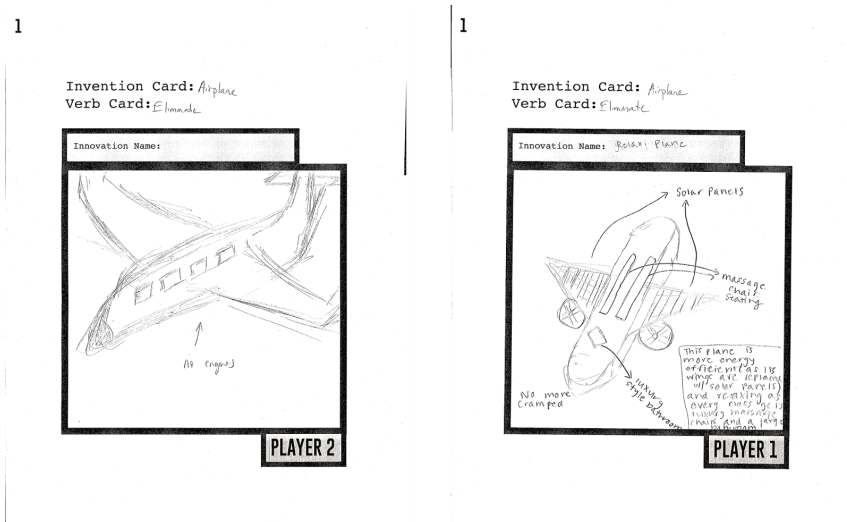 1
Invention Card: Airplane
Verb Card: Eliminate
Innovation Name:
No engines
PLAYER 2
1
Invention Card: Airplane
Verb Card: Eliminate
Innovation Name: Relaxi Plane
Solar Panels
massage
chair
seating
luxury
style bathroom
No more
cramped
This plane is
more energy
efficient (as its
wings are replaced
w/ solar panels)
and relaxing as
every is
luxury massage
chairs and a large
bathroom
PLAYER 1